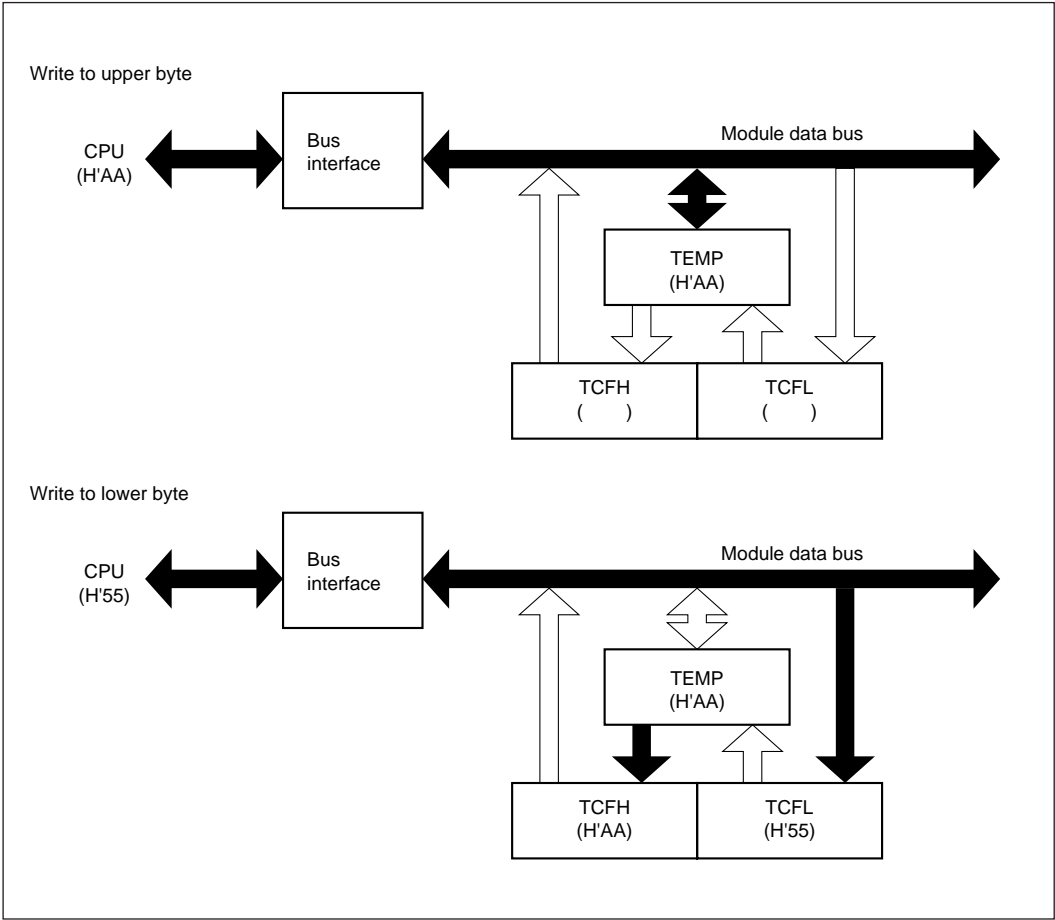 Write to upper byte
CPU
(H'AA)
Bus
interface
Module data bus
TEMP
(H'AA)
TCFH
( )
TCFL
( )
Write to lower byte
CPU
(H'55)
Bus
interface
Module data bus
TEMP
(H'AA)
TCFH
(H'AA)
TCFL
(H'55)